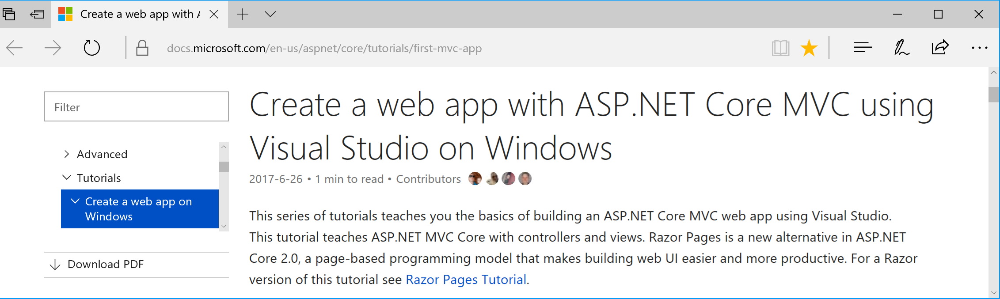 Create a web app with A
docs.microsoft.com/en-us/aspnet/core/tutorials/first-mvc-app
Filter
Advanced
Tutorials
Create a web app on
Windows
Download PDF
Create a web app with ASP.NET Core MVC using
Visual Studio on Windows
2017-6-26 • 1 min to read • Contributors
This series of tutorials teaches you the basics of building an ASP.NET Core MVC web app using Visual Studio.
This tutorial teaches ASP.NET MVC Core with controllers and views. Razor Pages is a new alternative in ASP.NET
Core 2.0, a page-based programming model that makes building web UI easier and more productive. For a Razor
version of this tutorial see Razor Pages Tutorial.